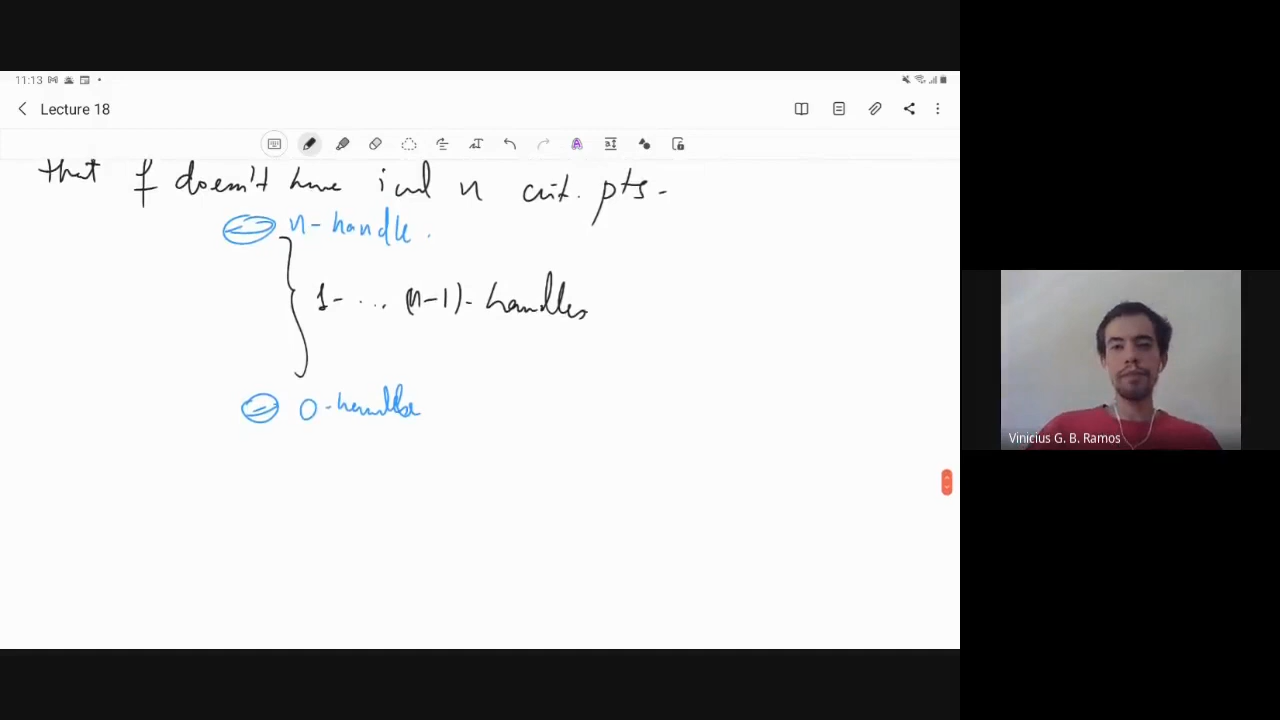 11:13
Lecture 18
that f doesn't have ind n crit. pts.
n-handle.
1- ... (n-1)- handles
0-handle
Vinicius G. B. Ramos